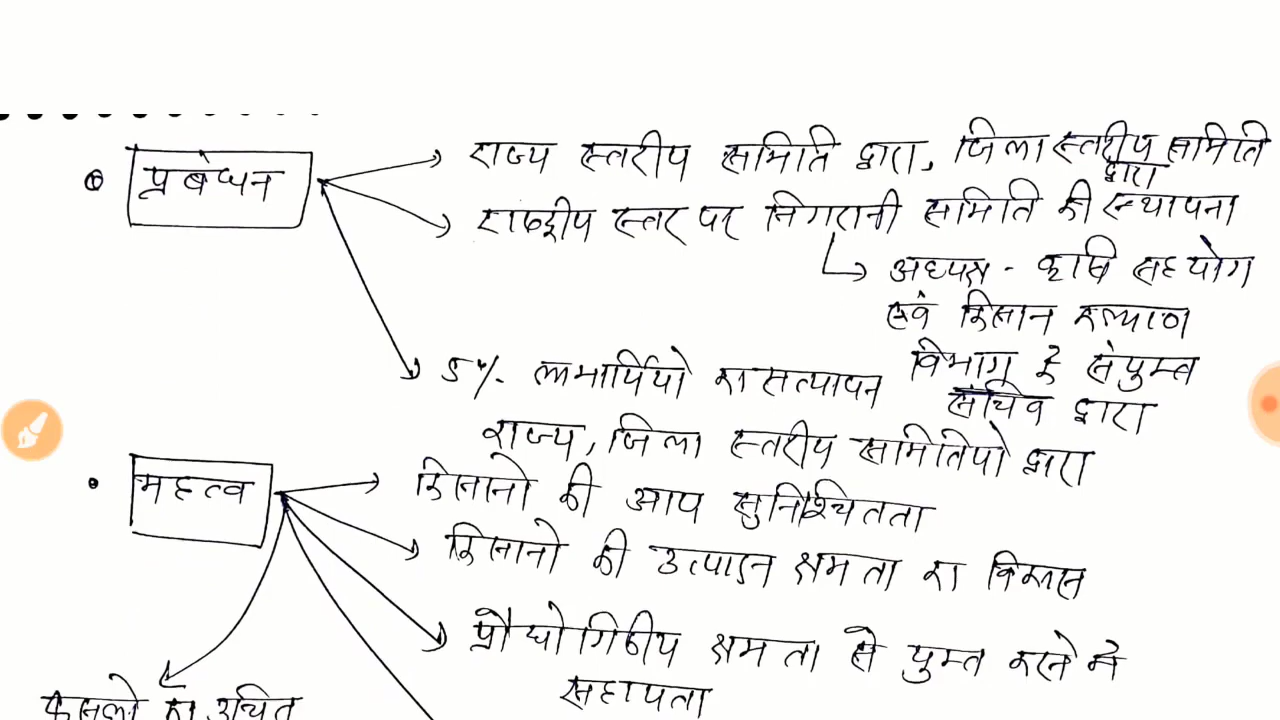 प्रबंधन
राज्य स्तरीय समिति द्वारा, जिला स्तरीय समिति
द्वारा
राष्ट्रीय स्तर पर निगरानी समिति की स्थापना
अध्यक्ष - कृषि सहयोग
एवं किसान कल्याण
विभाग के संयुक्त
सचिव द्वारा
5% लाभार्थियो का सत्यापन
राज्य, जिला स्तरीय समितियो द्वारा
महत्व
किसानो की आय सुनिश्चितता
किसानो की उत्पादन क्षमता का विकास
प्रौद्योगिकीय क्षमता से युक्त करने मे
सहायता
फसलो का उचित